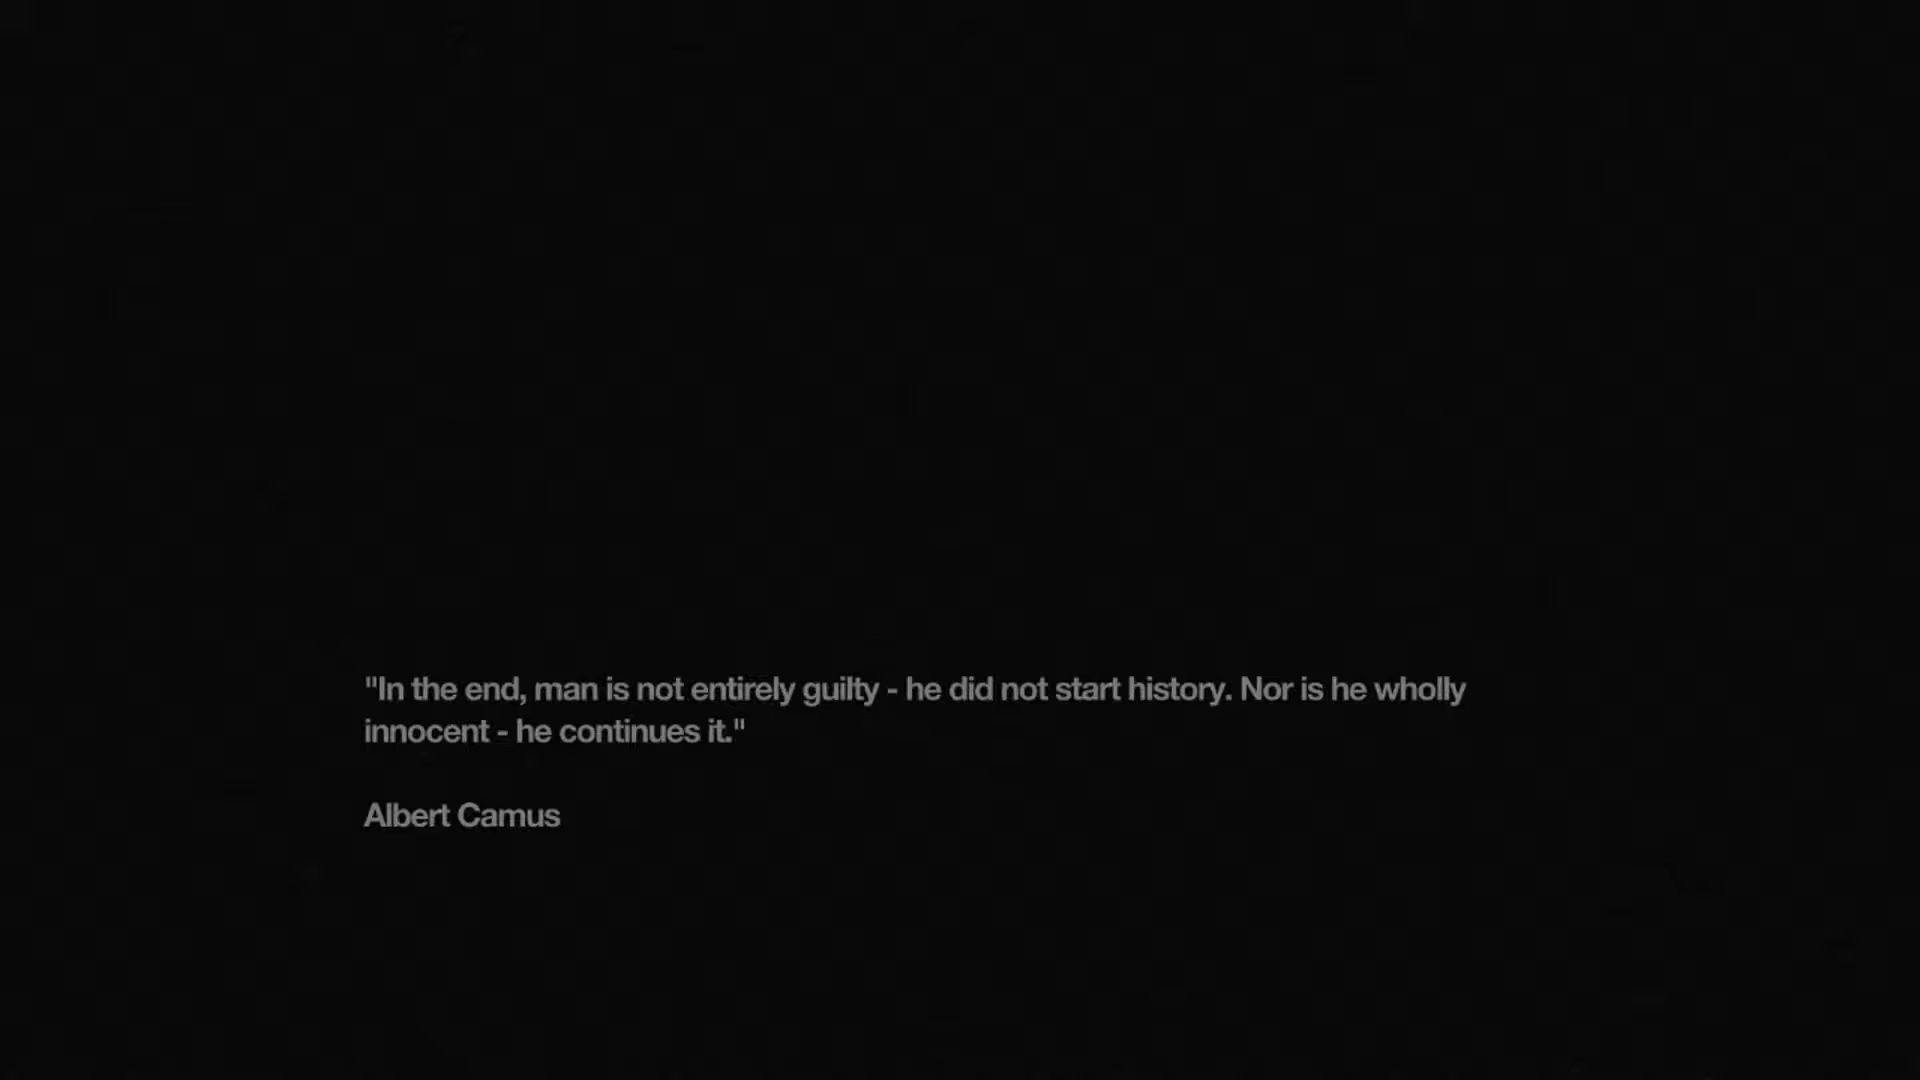 "In the end, man is not entirely guilty - he did not start history. Nor is he wholly
innocent - he continues it."
Albert Camus